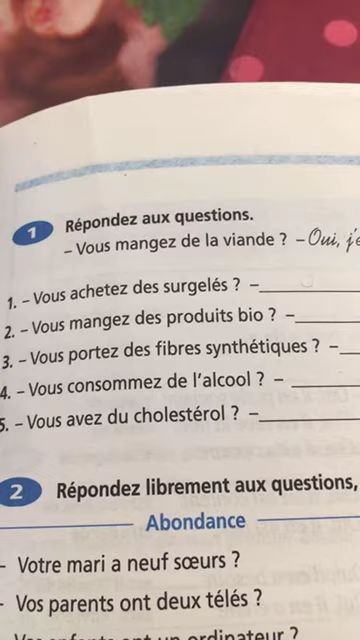 1 Répondez aux questions.
– Vous mangez de la viande ? – Oui, j'e
1. – Vous achetez des surgelés ? –
2. – Vous mangez des produits bio ? –
3. – Vous portez des fibres synthétiques ? –
4. – Vous consommez de l'alcool ? –
5. – Vous avez du cholestérol ? –
2 Répondez librement aux questions,
Abondance
– Votre mari a neuf sœurs ?
– Vos parents ont deux télés ?
ordinateur ?